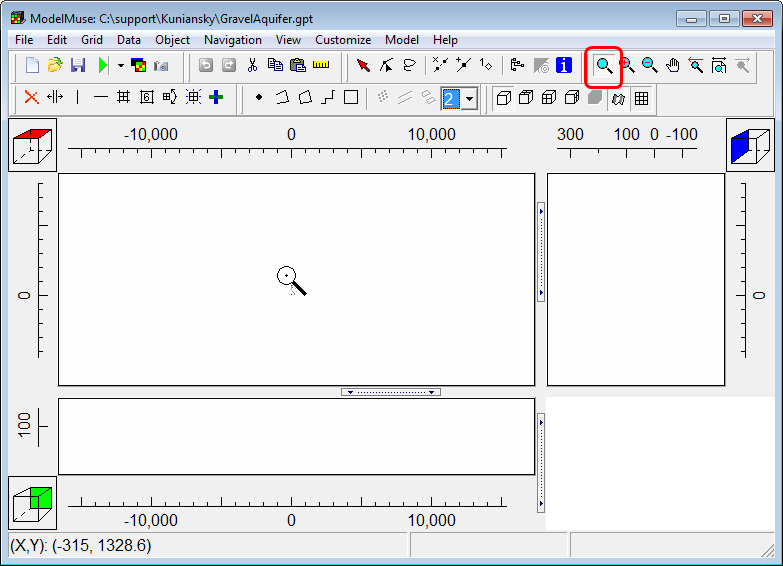 ModelMuse: C:\support\Kuniansky\GravelAquifer.gpt
File Edit Grid Data Object Navigation View Customize Model Help
2
-10,000 0 10,000 300 100 0 -100
0 0
100
-10,000 0 10,000
(X,Y): (-315, 1328.6)